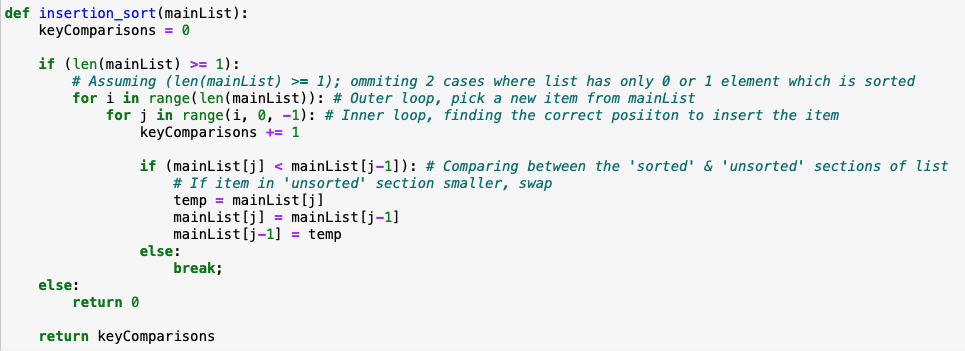 def insertion_sort(mainList):
    keyComparisons = 0

    if (len(mainList) >= 1):
        # Assuming (len(mainList) >= 1); ommiting 2 cases where list has only 0 or 1 element which is sorted
        for i in range(len(mainList)): # Outer loop, pick a new item from mainList
            for j in range(i, 0, -1): # Inner loop, finding the correct posiiton to insert the item
                keyComparisons += 1

                if (mainList[j] < mainList[j-1]): # Comparing between the 'sorted' & 'unsorted' sections of list
                    # If item in 'unsorted' section smaller, swap
                    temp = mainList[j]
                    mainList[j] = mainList[j-1]
                    mainList[j-1] = temp
                else:
                    break;
    else:
        return 0

    return keyComparisons